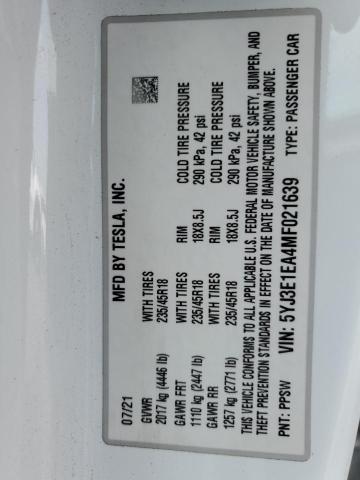 MFD BY TESLA, INC.
07/21
GVWR
2017 kg (4446 lb)
WITH TIRES
235/45R18
GAWR FRT
1110 kg (2447 lb)
WITH TIRES
235/45R18
RIM
18X8.5J
COLD TIRE PRESSURE
290 kPa, 42 psi
GAWR RR
1257 kg (2771 lb)
WITH TIRES
235/45R18
RIM
18X8.5J
COLD TIRE PRESSURE
290 kPa, 42 psi
THIS VEHICLE CONFORMS TO ALL APPLICABLE U.S. FEDERAL MOTOR VEHICLE SAFETY, BUMPER, AND
THEFT PREVENTION STANDARDS IN EFFECT ON THE DATE OF MANUFACTURE SHOWN ABOVE.
PNT: PPSW VIN: 5YJ3E1EA4MF021639 TYPE: PASSENGER CAR